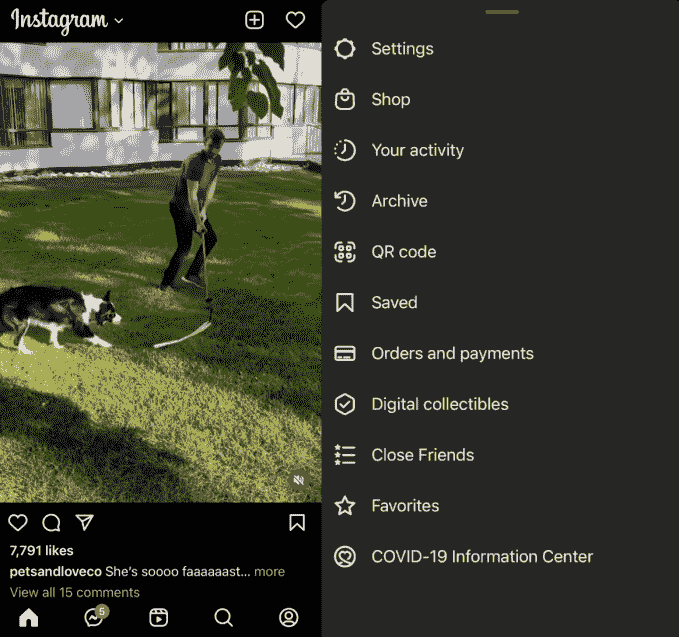 Instagram
7,791 likes
petsandloveco She's soooo faaaaaast... more
View all 15 comments
5
Settings
Shop
Your activity
Archive
QR code
Saved
Orders and payments
Digital collectibles
Close Friends
Favorites
COVID-19 Information Center